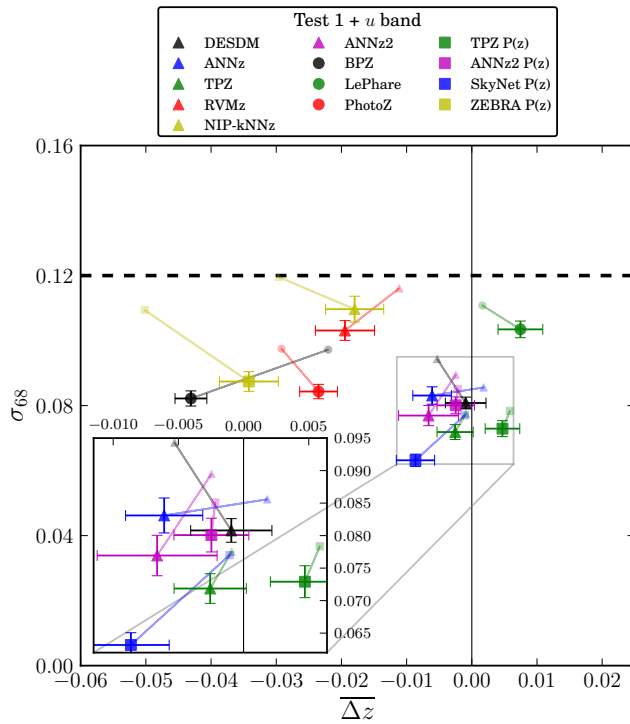 Test 1 + u band
DESDM
ANNz
TPZ
RVMz
NIP-kNNz
ANNz2
BPZ
LePhare
PhotoZ
TPZ P(z)
ANNz2 P(z)
SkyNet P(z)
ZEBRA P(z)
0.16
0.12
0.08
0.04
0.00
σ68
−0.010 −0.005 0.000 0.005
0.095
0.090
0.085
0.080
0.075
0.070
0.065
−0.06 −0.05 −0.04 −0.03 −0.02 −0.01 0.00 0.01 0.02
Δz